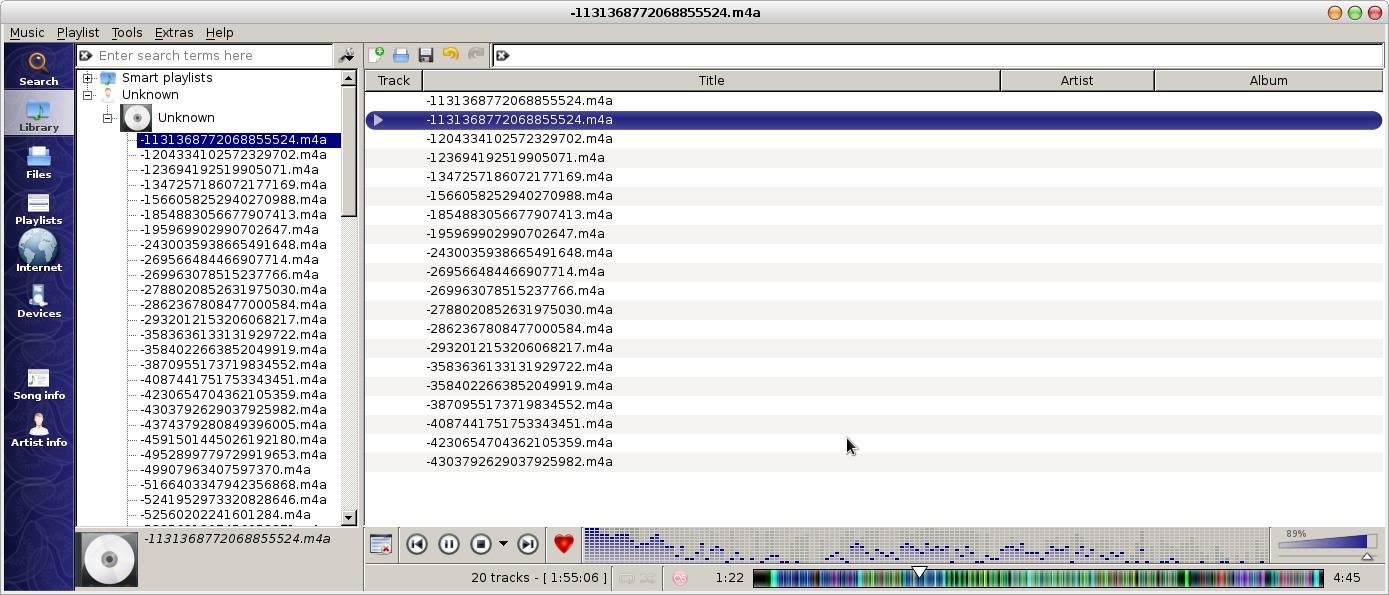 -1131368772068855524.m4a
Music Playlist Tools Extras Help
Search
Library
Files
Playlists
Internet
Devices
Song info
Artist info
Enter search terms here
Smart playlists
Unknown
Unknown
-1131368772068855524.m4a
-1204334102572329702.m4a
-123694192519905071.m4a
-1347257186072177169.m4a
-1566058252940270988.m4a
-1854883056677907413.m4a
-195969902990702647.m4a
-2430035938665491648.m4a
-269566484466907714.m4a
-269963078515237766.m4a
-2788020852631975030.m4a
-2862367808477000584.m4a
-2932012153206068217.m4a
-3583636133131929722.m4a
-3584022663852049919.m4a
-3870955173719834552.m4a
-4087441751753343451.m4a
-4230654704362105359.m4a
-4303792629037925982.m4a
-4374379280849396005.m4a
-4591501445026192180.m4a
-4952899779729919653.m4a
-499079634075973​70.m4a
-5166403347942356868.m4a
-5241952973320828646.m4a
-52560202241601284.m4a
-1131368772068855524.m4a
Track Title Artist Album
-1131368772068855524.m4a
-1131368772068855524.m4a
-1204334102572329702.m4a
-123694192519905071.m4a
-1347257186072177169.m4a
-1566058252940270988.m4a
-1854883056677907413.m4a
-195969902990702647.m4a
-2430035938665491648.m4a
-269566484466907714.m4a
-269963078515237766.m4a
-2788020852631975030.m4a
-2862367808477000584.m4a
-2932012153206068217.m4a
-3583636133131929722.m4a
-3584022663852049919.m4a
-3870955173719834552.m4a
-4087441751753343451.m4a
-4230654704362105359.m4a
-4303792629037925982.m4a
89%
20 tracks - [ 1:55:06 ] 1:22 4:45